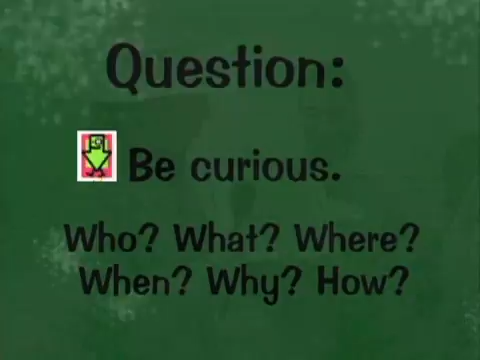 Question:
Be curious.
Who? What? Where?
When? Why? How?